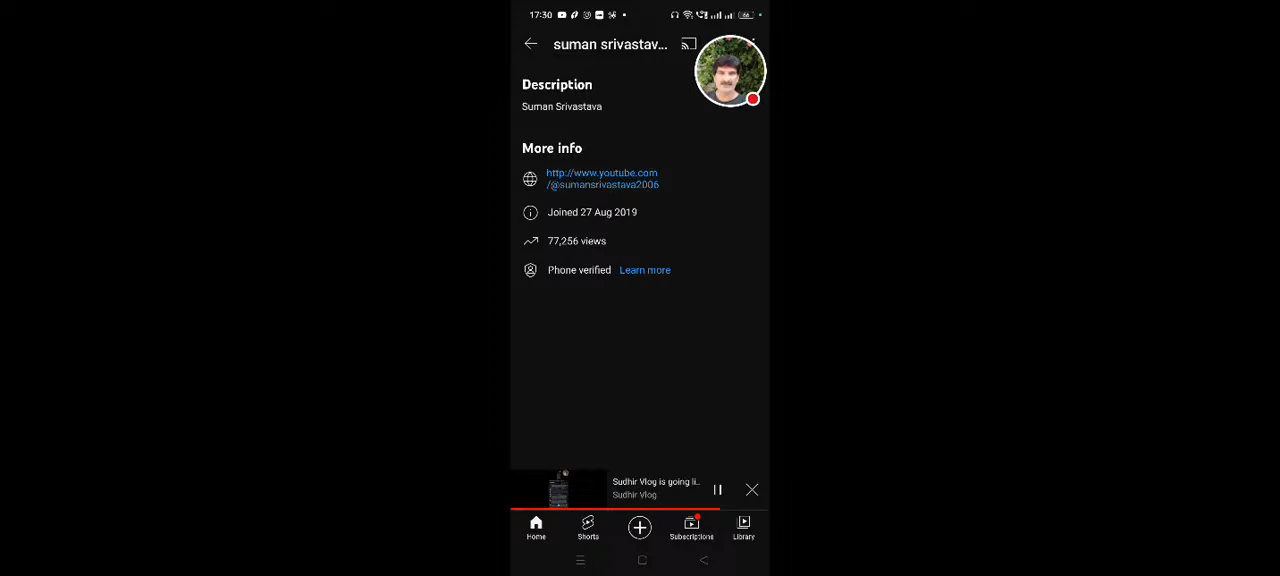 17:30
suman srivastav...
Description
Suman Srivastava
More info
http://www.youtube.com
/@sumansrivastava2006
Joined 27 Aug 2019
77,256 views
Phone verified Learn more
Sudhir Vlog is going li..
Sudhir Vlog
Home Shorts Subscriptions Library